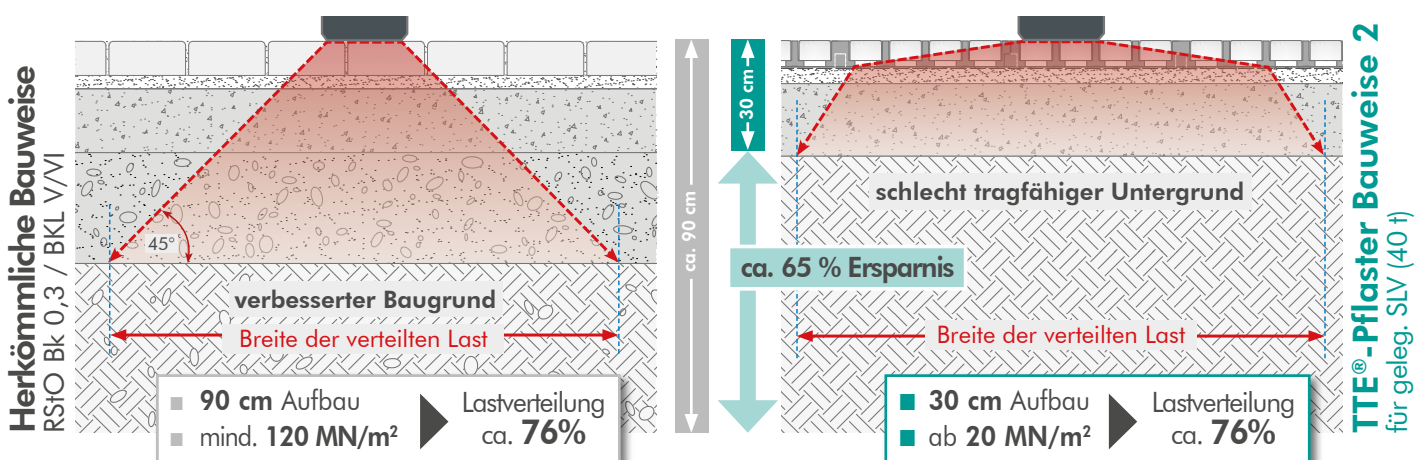 Herkömmliche Bauweise
RStO Bk 0,3 / BKL V/VI
45°
verbesserter Baugrund
Breite der verteilten Last
90 cm Aufbau
mind. 120 MN/m²
Lastverteilung
ca. 76%
ca. 90 cm
30 cm
ca. 65 % Ersparnis
schlecht tragfähiger Untergrund
Breite der verteilten Last
30 cm Aufbau
ab 20 MN/m²
Lastverteilung
ca. 76%
TTE®-Pflaster Bauweise 2
für geleg. SLV (40 t)